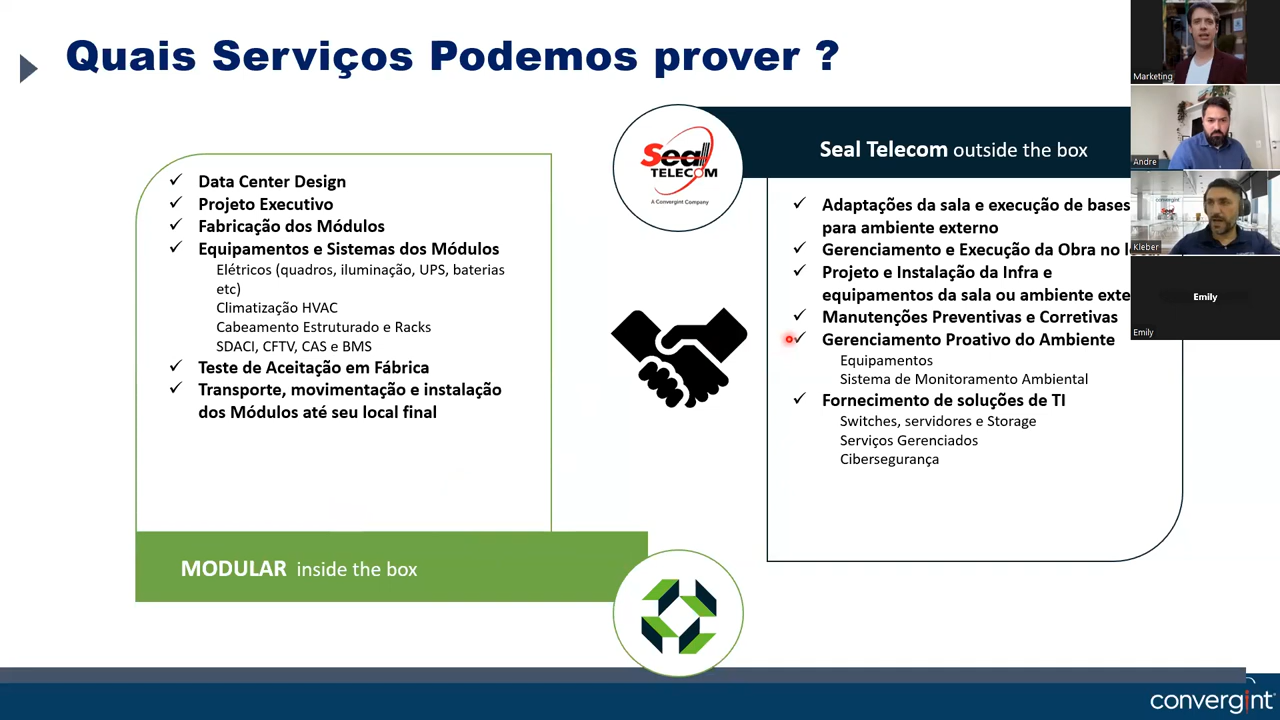 Quais Serviços Podemos prover ?
Data Center Design
Projeto Executivo
Fabricação dos Módulos
Equipamentos e Sistemas dos Módulos
Elétricos (quadros, iluminação, UPS, baterias
etc)
Climatização HVAC
Cabeamento Estruturado e Racks
SDACI, CFTV, CAS e BMS
Teste de Aceitação em Fábrica
Transporte, movimentação e instalação
dos Módulos até seu local final
MODULAR inside the box
Seal
TELECOM
A Convergint Company
Seal Telecom outside the box
Adaptações da sala e execução de bases
para ambiente externo
Gerenciamento e Execução da Obra no
Projeto e Instalação da Infra e
equipamentos da sala ou ambiente exte
Manutenções Preventivas e Corretivas
Gerenciamento Proativo do Ambiente
Equipamentos
Sistema de Monitoramento Ambiental
Fornecimento de soluções de TI
Switches, servidores e Storage
Serviços Gerenciados
Cibersegurança
Marketing
Andre
Kleber
Emily
Emily
convergint